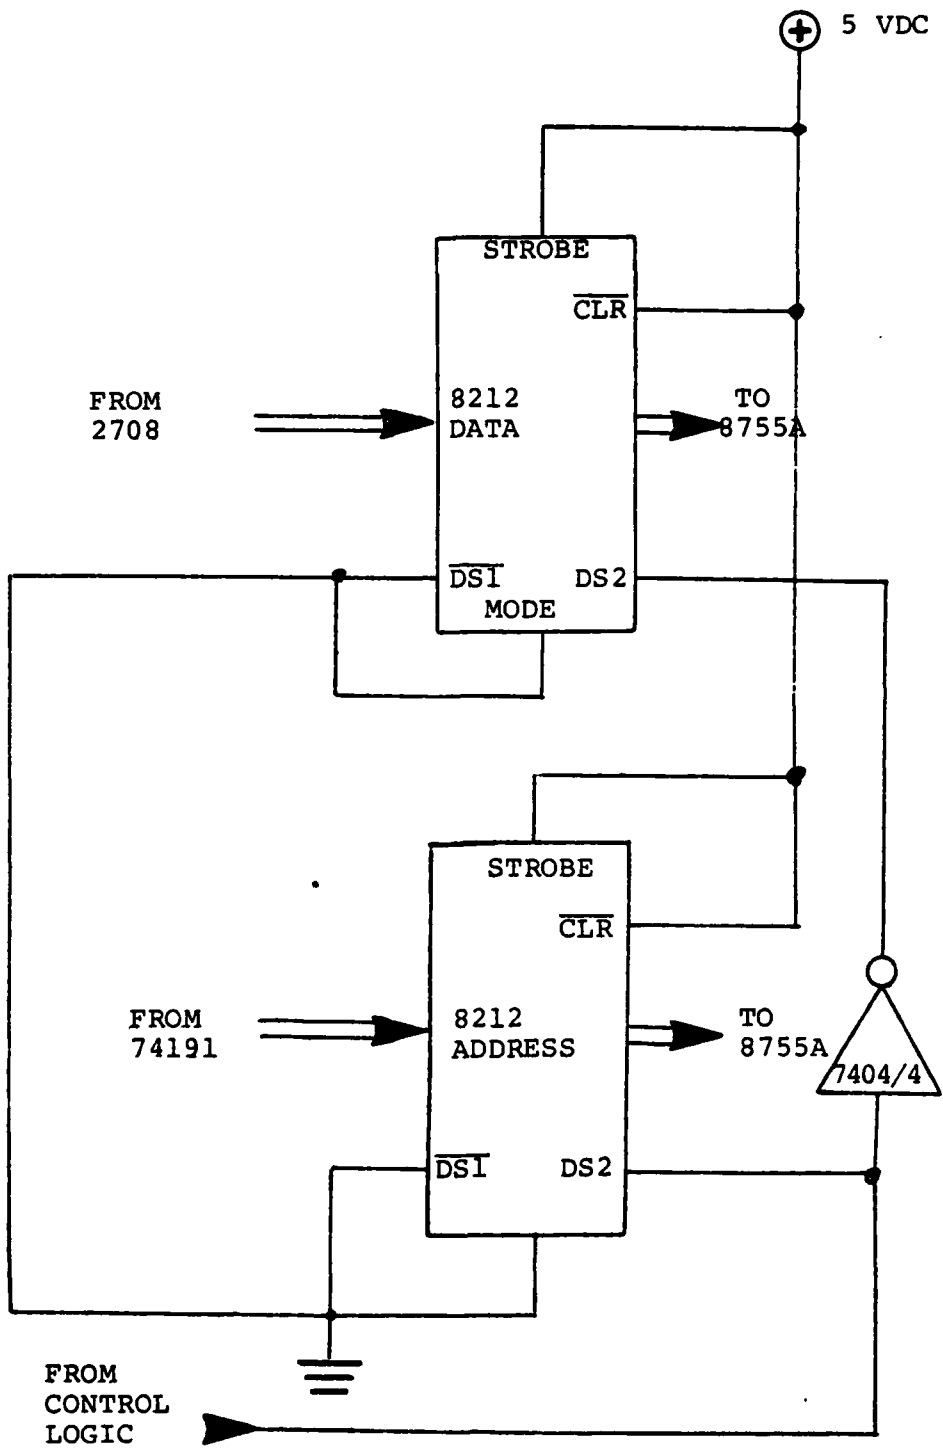 5 VDC
STROBE
CLR
FROM
2708
8212
DATA
TO
8755A
DS1
DS2
MODE
STROBE
CLR
FROM
74191
8212
ADDRESS
TO
8755A
7404/4
DS1
DS2
FROM
CONTROL
LOGIC